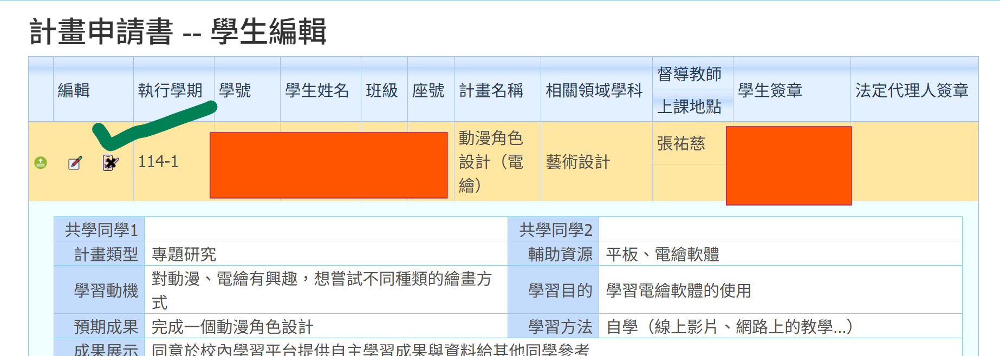 計畫申請書 -- 學生編輯
編輯
執行學期
學號
學生姓名
班級
座號
計畫名稱
相關領域學科
督導教師
上課地點
學生簽章
法定代理人簽章
114-1
動漫角色
設計（電
繪）
藝術設計
張祐慈
共學同學1
共學同學2
計畫類型
專題研究
輔助資源
平板、電繪軟體
學習動機
對動漫、電繪有興趣，想嘗試不同種類的繪畫方
式
學習目的
學習電繪軟體的使用
預期成果
完成一個動漫角色設計
學習方法
自學（線上影片、網路上的教學...）
成果展示
同意於校內學習平台提供自主學習成果與資料給其他同學參考